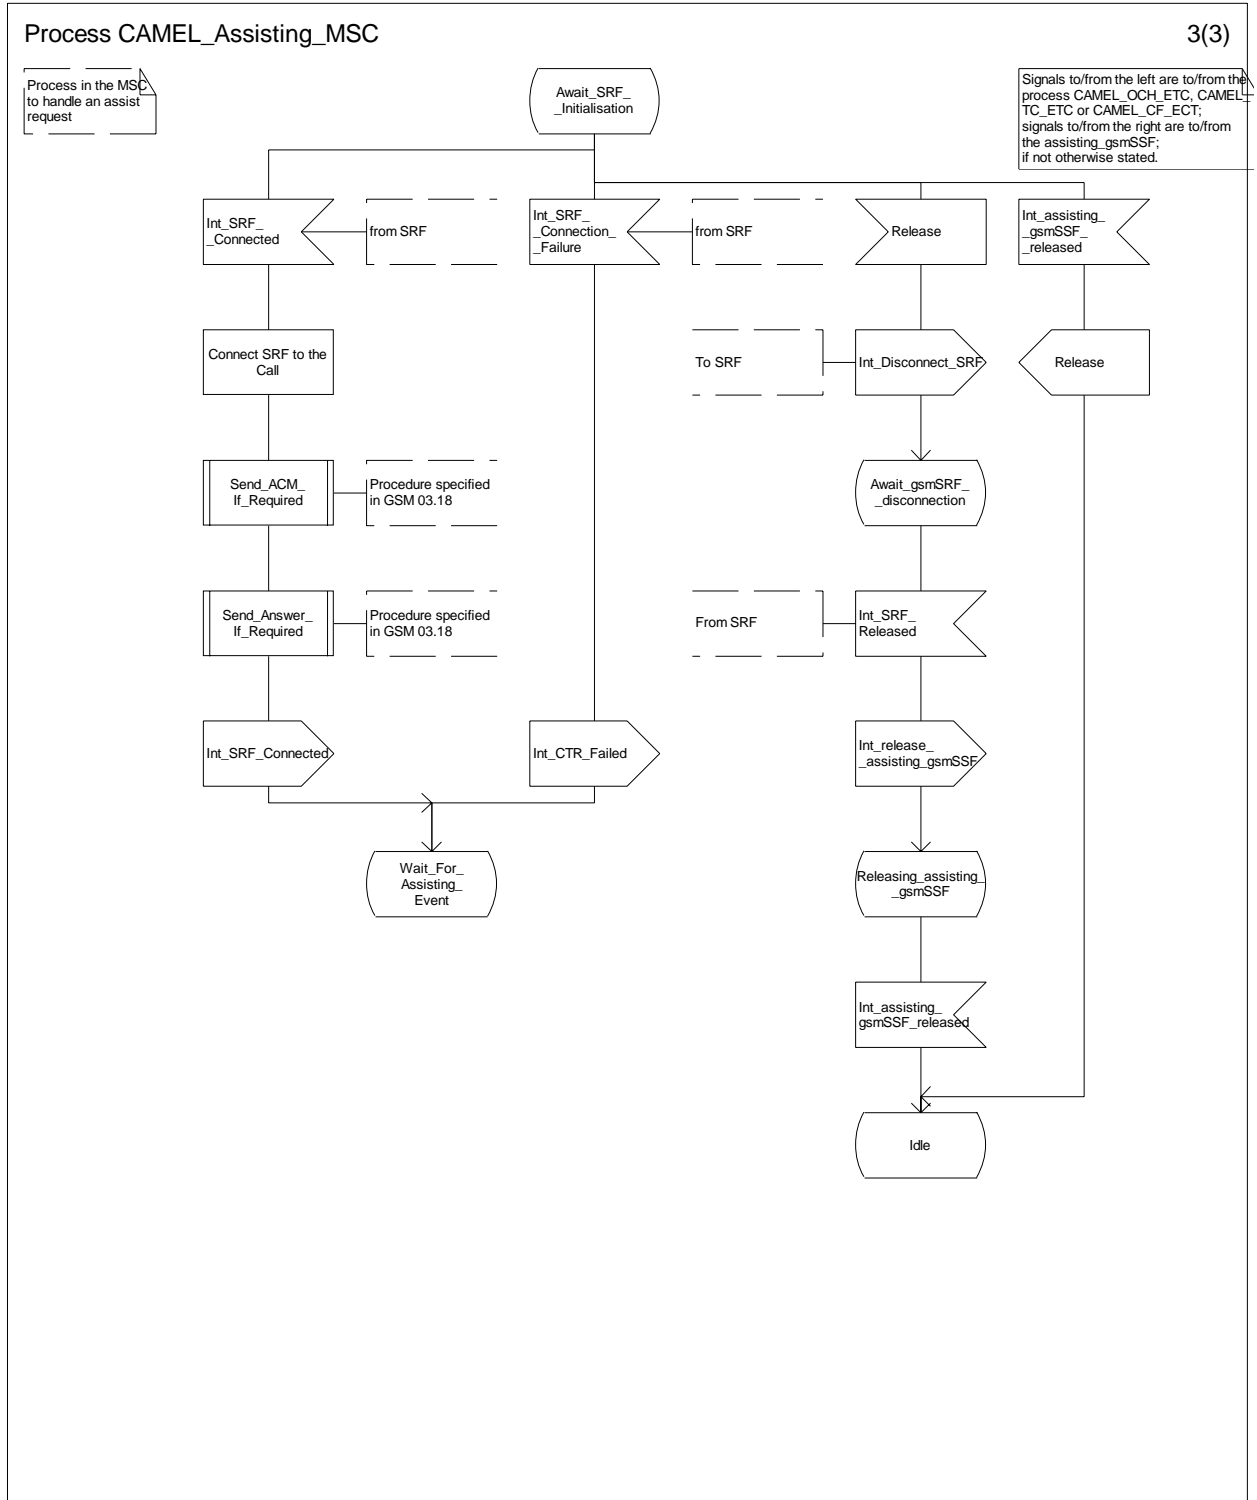 Process CAMEL_Assisting_MSC
3(3)
Process in the MSC
to handle an assist
request
Await_SRF_
_Initialisation
Signals to/from the left are to/from the
process CAMEL_OCH_ETC, CAMEL_
TC_ETC or CAMEL_CF_ECT;
signals to/from the right are to/from
the assisting_gsmSSF;
if not otherwise stated.
Int_SRF_
_Connected
from SRF
Int_SRF_
_Connection_
_Failure
from SRF
Release
Int_assisting_
_gsmSSF_
_released
Connect SRF to the
Call
To SRF
Int_Disconnect_SRF
Release
Send_ACM_
If_Required
Procedure specified
in GSM 03.18
Await_gsmSRF_
_disconnection
Send_Answer_
If_Required
Procedure specified
in GSM 03.18
From SRF
Int_SRF_
Released
Int_SRF_Connected
Int_CTR_Failed
Int_release_
_assisting_gsmSSF
Wait_For_
Assisting_
Event
Releasing_assisting_
_gsmSSF
Int_assisting_
gsmSSF_released
Idle